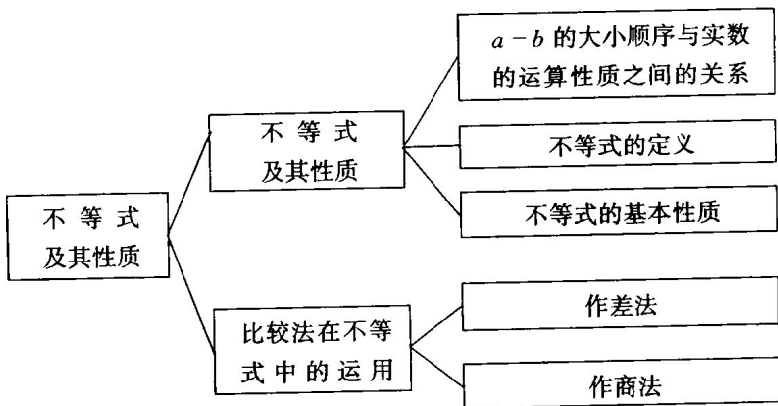 不等式
及其性质
不等式
及其性质
a－b 的大小顺序与实数
的运算性质之间的关系
不等式的定义
不等式的基本性质
比较法在不等
式中的运用
作差法
作商法